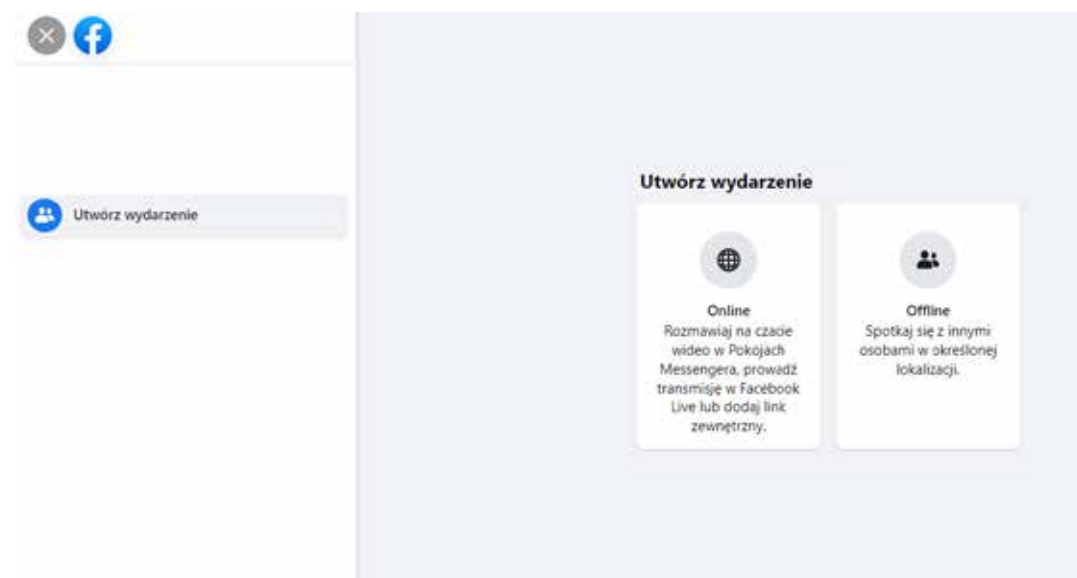 Utwórz wydarzenie
Utwórz wydarzenie
Online
Rozmawiaj na czacie
wideo w Pokojach
Messengera, prowadź
transmisję w Facebook
Live lub dodaj link
zewnętrzny.
Offline
Spotkaj się z innymi
osobami w określonej
lokalizacji.